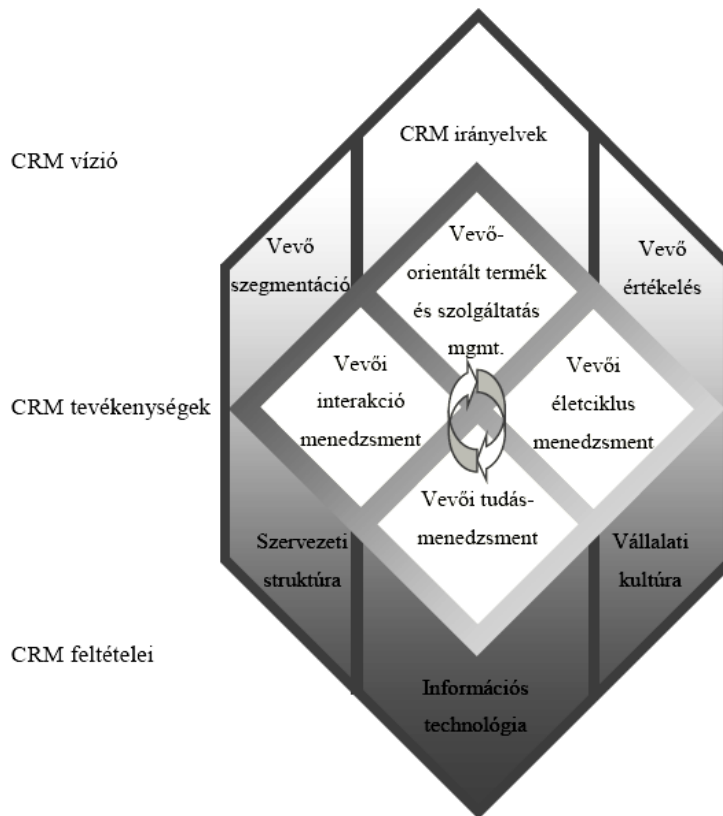 CRM irányelvek
CRM vízió
Vevő
szegmentáció
Vevő-
orientált termék
és szolgáltatás
mgmt.
Vevő
értékelés
CRM tevékenységek
Vevői
interakció
menedzsment
Vevői
életciklus
menedzsment
Vevői tudás-
menedzsment
Szervezeti
struktúra
Vállalati
kultúra
CRM feltételei
Információs
technológia